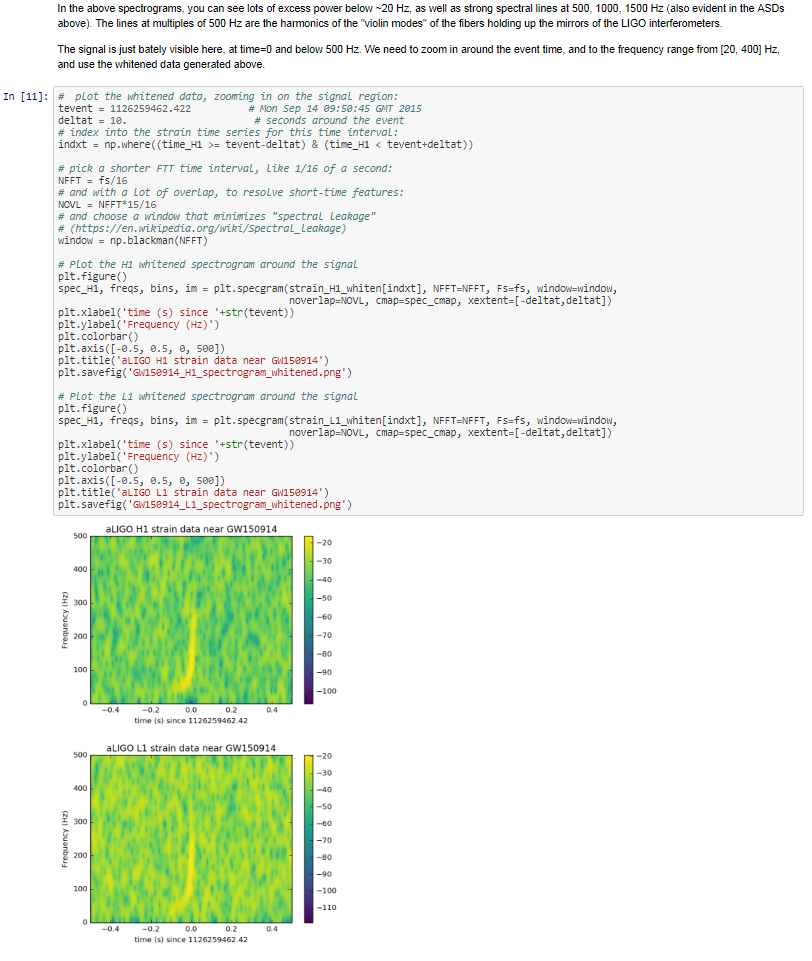 In the above spectrograms, you can see lots of excess power below ~20 Hz, as well as strong spectral lines at 500, 1000, 1500 Hz (also evident in the ASDs
above). The lines at multiples of 500 Hz are the harmonics of the "violin modes" of the fibers holding up the mirrors of the LIGO interferometers.
The signal is just bately visible here, at time=0 and below 500 Hz. We need to zoom in around the event time, and to the frequency range from [20, 400] Hz,
and use the whitened data generated above.
In [11]:
#  plot the whitened data, zooming in on the signal region:
tevent = 1126259462.422         # Mon Sep 14 09:50:45 GMT 2015
deltat = 10.                    # seconds around the event
# index into the strain time series for this time interval:
indxt = np.where((time_H1 >= tevent-deltat) & (time_H1 < tevent+deltat))
# pick a shorter FTT time interval, like 1/16 of a second:
NFFT = fs/16
# and with a lot of overlap, to resolve short-time features:
NOVL = NFFT*15/16
# and choose a window that minimizes "spectral leakage"
# (https://en.wikipedia.org/wiki/Spectral_leakage)
window = np.blackman(NFFT)
# Plot the H1 whitened spectrogram around the signal
plt.figure()
spec_H1, freqs, bins, im = plt.specgram(strain_H1_whiten[indxt], NFFT=NFFT, Fs=fs, window=window,
noverlap=NOVL, cmap=spec_cmap, xextent=[-deltat,deltat])
plt.xlabel('time (s) since '+str(tevent))
plt.ylabel('Frequency (Hz)')
plt.colorbar()
plt.axis([-0.5, 0.5, 0, 500])
plt.title('aLIGO H1 strain data near GW150914')
plt.savefig('GW150914_H1_spectrogram_whitened.png')
# Plot the L1 whitened spectrogram around the signal
plt.figure()
spec_H1, freqs, bins, im = plt.specgram(strain_L1_whiten[indxt], NFFT=NFFT, Fs=fs, window=window,
noverlap=NOVL, cmap=spec_cmap, xextent=[-deltat,deltat])
plt.xlabel('time (s) since '+str(tevent))
plt.ylabel('Frequency (Hz)')
plt.colorbar()
plt.axis([-0.5, 0.5, 0, 500])
plt.title('aLIGO L1 strain data near GW150914')
plt.savefig('GW150914_L1_spectrogram_whitened.png')
aLIGO H1 strain data near GW150914
500
400
300
200
100
0
Frequency (Hz)
−0.4 −0.2 0.0 0.2 0.4
time (s) since 1126259462.42
−20
−30
−40
−50
−60
−70
−80
−90
−100
aLIGO L1 strain data near GW150914
500
400
300
200
100
0
Frequency (Hz)
−0.4 −0.2 0.0 0.2 0.4
time (s) since 1126259462.42
−20
−30
−40
−50
−60
−70
−80
−90
−100
−110